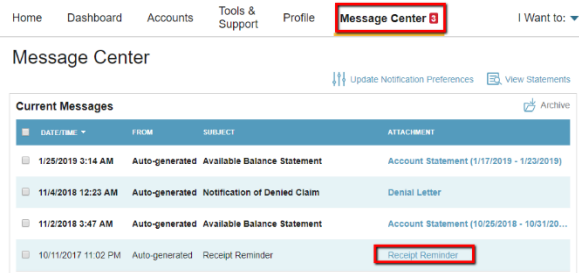 Home Dashboard Accounts Tools & Support Profile Message Center 3 I Want to:
Message Center
Update Notification Preferences View Statements
Current Messages Archive
DATE/TIME FROM SUBJECT ATTACHMENT
1/25/2019 3:14 AM Auto-generated Available Balance Statement Account Statement (1/17/2019 - 1/23/2019)
11/4/2018 12:23 AM Auto-generated Notification of Denied Claim Denial Letter
11/2/2018 3:47 AM Auto-generated Available Balance Statement Account Statement (10/25/2018 - 10/31/20...
10/11/2017 11:02 PM Auto-generated Receipt Reminder Receipt Reminder